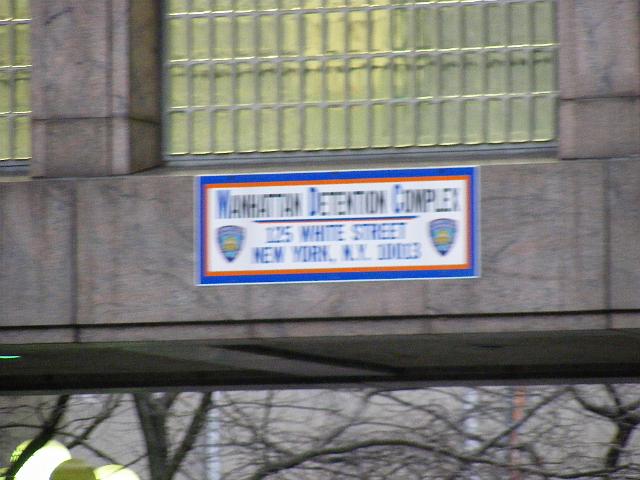 MANHATTAN DETENTION COMPLEX
125 WHITE STREET
NEW YORK, N.Y. 10013